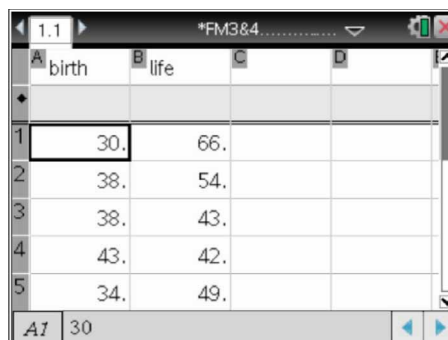 1.1 *FM3&4.............. 
A birth B life C D E
◆
1 30. 66.
2 38. 54.
3 38. 43.
4 43. 42.
5 34. 49.
A1 30